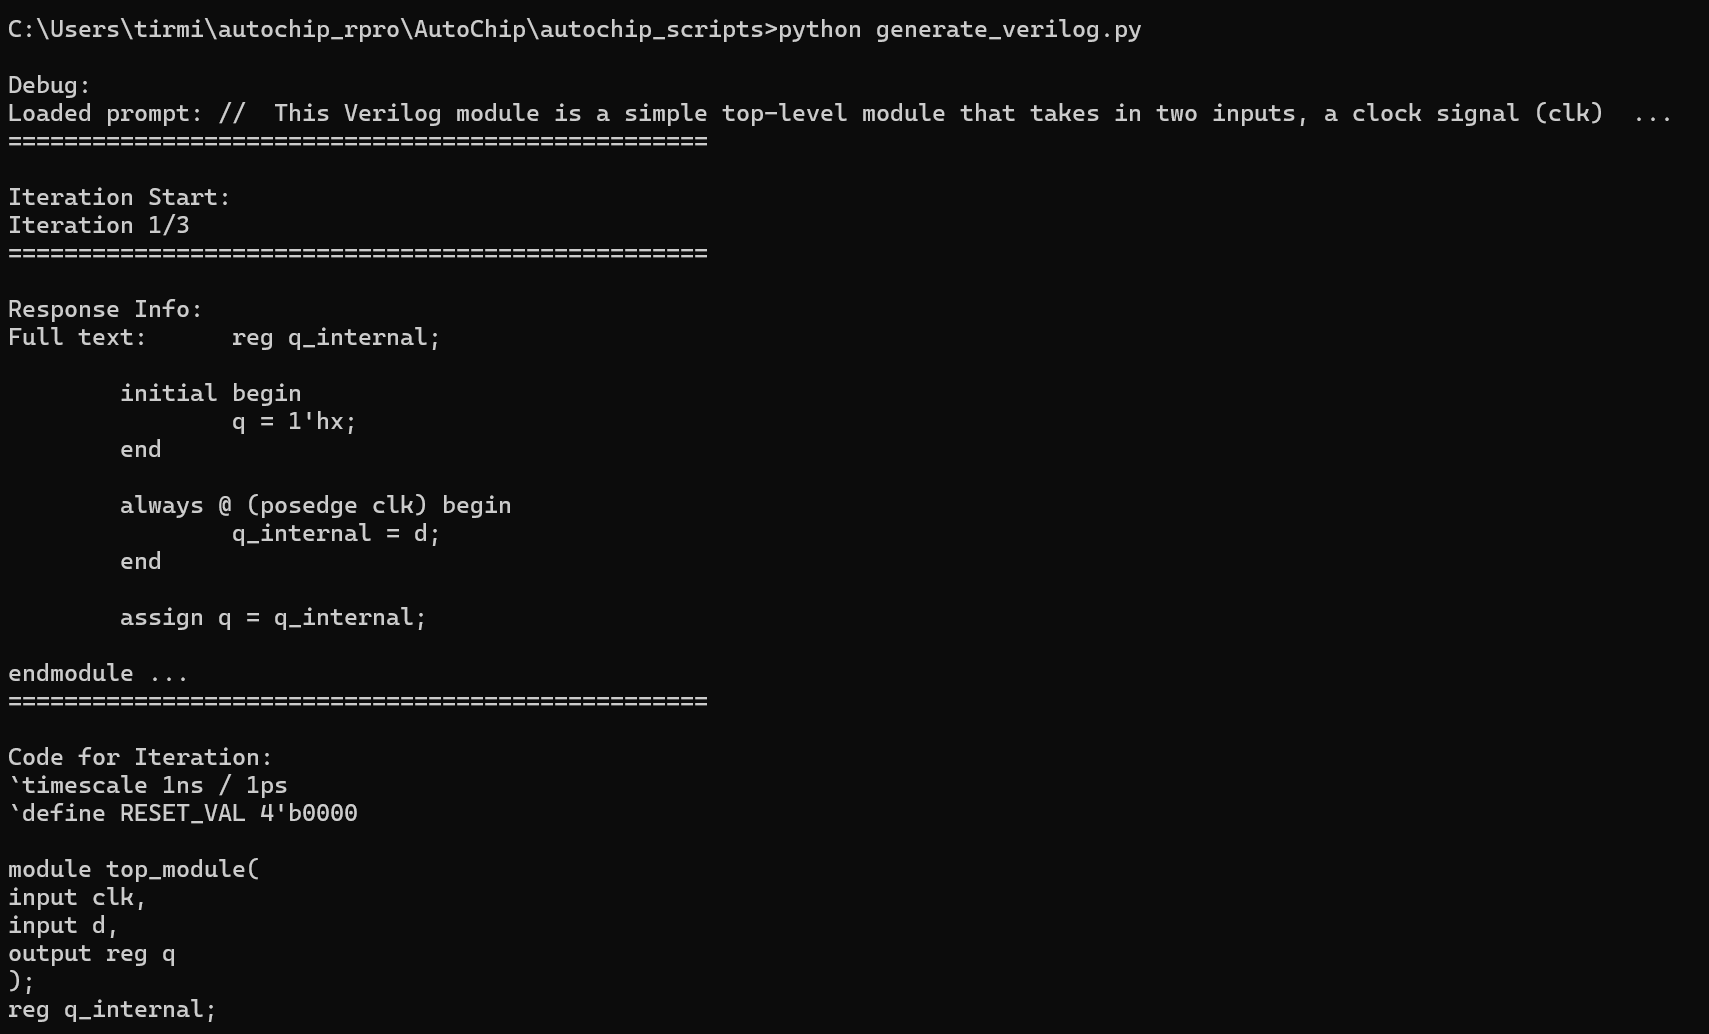 C:\Users\tirmi\autochip_rpro\AutoChip\autochip_scripts>python generate_verilog.py
Debug:
Loaded prompt: //  This Verilog module is a simple top-level module that takes in two inputs, a clock signal (clk)  ...
==================================================
Iteration Start:
Iteration 1/3
==================================================
Response Info:
Full text:      reg q_internal;
        initial begin
                q = 1'hx;
        end
        always @ (posedge clk) begin
                q_internal = d;
        end
        assign q = q_internal;
endmodule ...
==================================================
Code for Iteration:
`timescale 1ns / 1ps
`define RESET_VAL 4'b0000
module top_module(
input clk,
input d,
output reg q
);
reg q_internal;